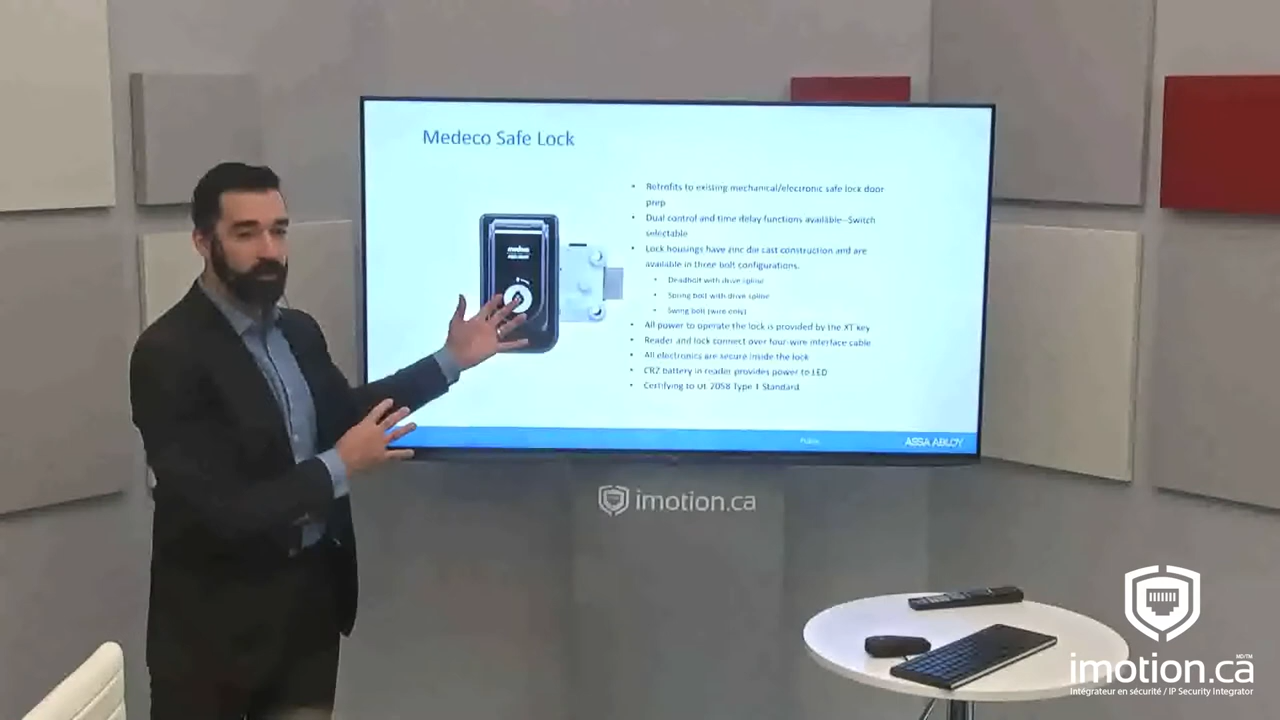 Medeco Safe Lock
• Retrofits to existing mechanical/electronic safe lock door
prep
• Dual control and time delay functions available--Switch
selectable
• Lock housings have zinc die cast construction and are
available in three bolt configurations.
• Deadbolt with drive spline
• Spring bolt with drive spline
• Swing bolt (wire only)
• All power to operate the lock is provided by the XT key
• Reader and lock connect over four-wire interface cable
• All electronics are secure inside the lock
• CR2 battery in reader provides power to LED
• Certifying to UL 2058 Type 1 Standard
medeco
Public
ASSA ABLOY
imotion.ca
imotion.ca MD/TM
Intégrateur en sécurité / IP Security Integrator